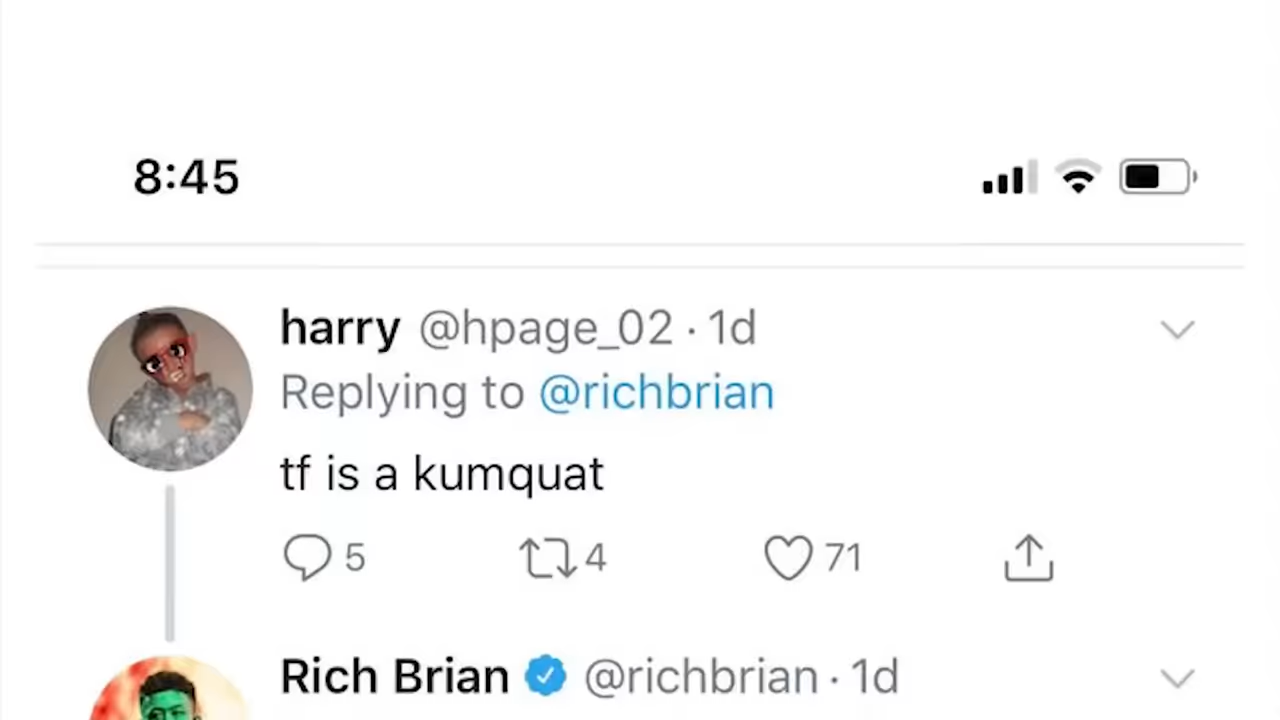 8:45
harry @hpage_02 · 1d
Replying to @richbrian
tf is a kumquat
5 4 71
Rich Brian @richbrian · 1d